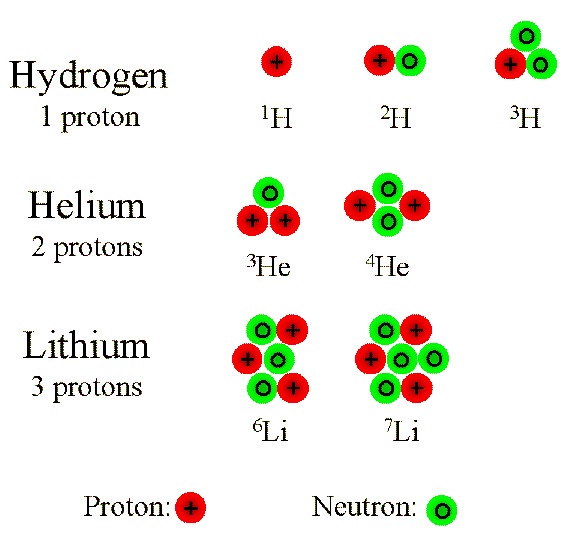 Hydrogen
1 proton
¹H ²H ³H
Helium
2 protons
³He ⁴He
Lithium
3 protons
⁶Li ⁷Li
Proton: + Neutron: o